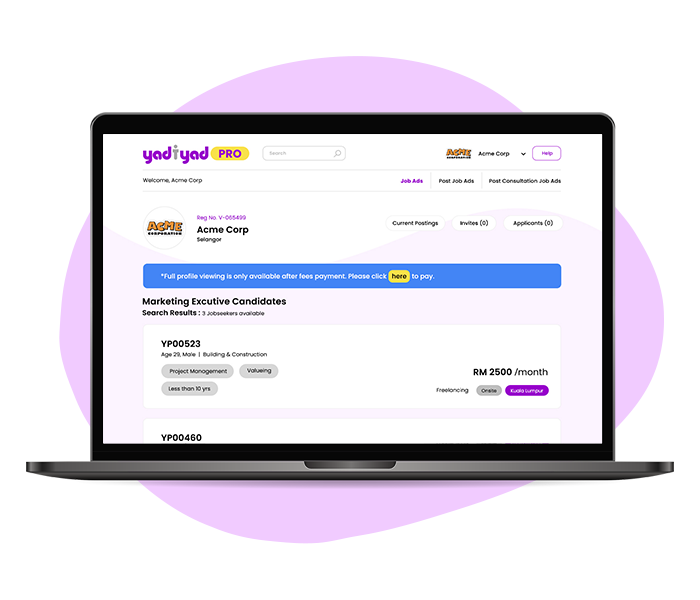 yadiyad PRO
Search
ACME CORPORATION
Acme Corp
Help
Welcome, Acme Corp
Job Ads
Post Job Ads
Post Consultation Job Ads
ACME CORPORATION
Reg No. V-065499
Acme Corp
Selangor
Current Postings
Invites (0)
Applicants (0)
*Full profile viewing is only available after fees payment. Please click here to pay.
Marketing Excutive Candidates
Search Results : 3 Jobseekers available
YP00523
Age 29, Male | Building & Construction
Project Management
Valueing
Less than 10 yrs
RM 2500 /month
Freelancing
Onsite
Kuala Lumpur
YP00460